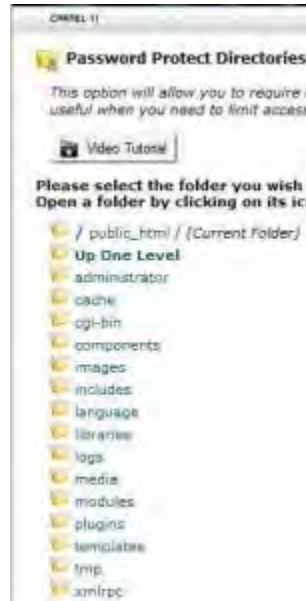 CPANEL 11
Password Protect Directories
This option will allow you to require
useful when you need to limit access
Video Tutorial
Please select the folder you wish
Open a folder by clicking on its ic
/ public_html / (Current Folder)
Up One Level
administrator
cache
cgi-bin
components
images
includes
language
libraries
logs
media
modules
plugins
templates
tmp
xmlrpc